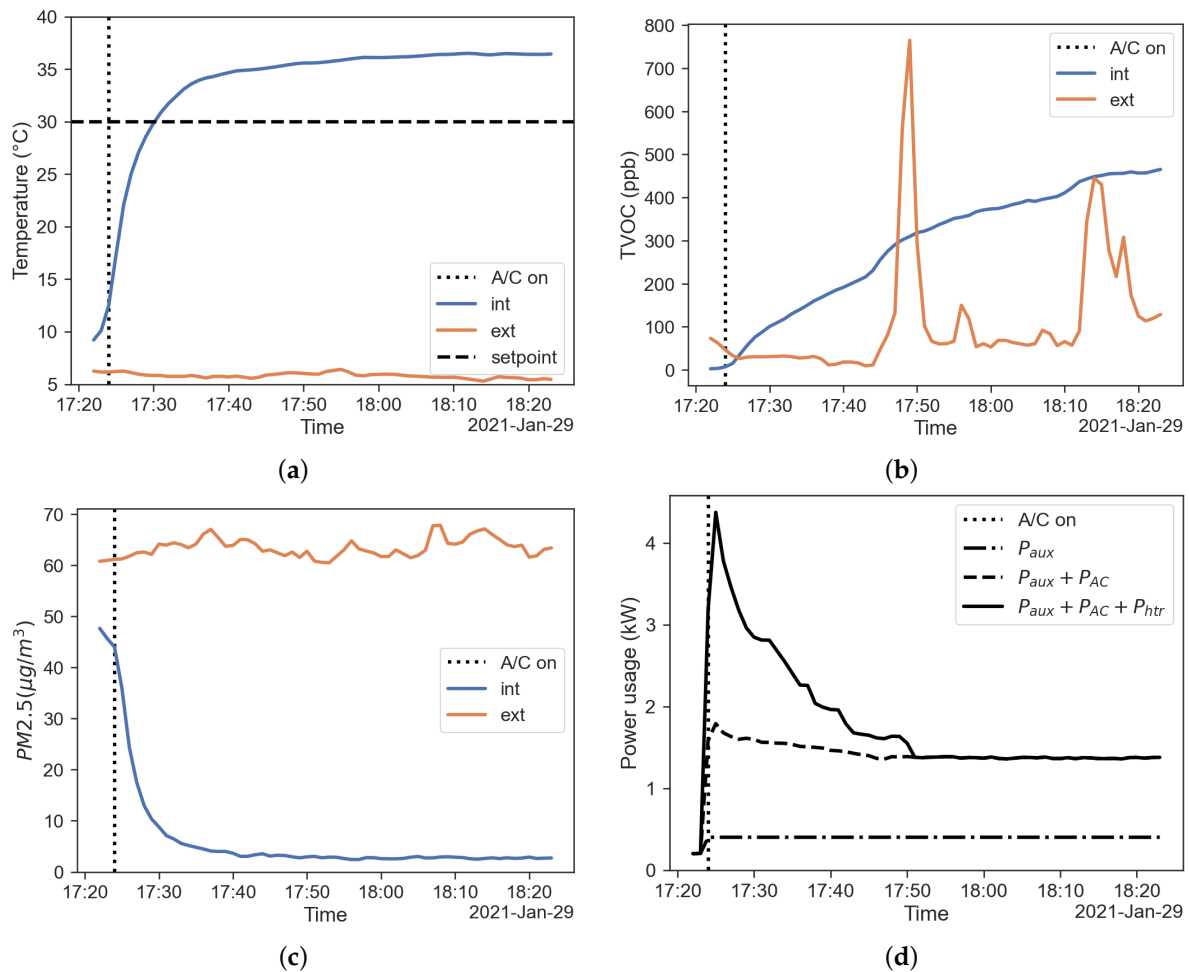 40
35
30
25
20
15
10
5
Temperature (°C)
A/C on
int
ext
setpoint
17:20 17:30 17:40 17:50 18:00 18:10 18:20
Time
2021-Jan-29
(a)
800
700
600
500
400
300
200
100
0
TVOC (ppb)
A/C on
int
ext
17:20 17:30 17:40 17:50 18:00 18:10 18:20
Time
2021-Jan-29
(b)
70
60
50
40
30
20
10
0
PM2.5(μg/m³)
A/C on
int
ext
17:20 17:30 17:40 17:50 18:00 18:10 18:20
Time
2021-Jan-29
(c)
4
3
2
1
0
Power usage (kW)
A/C on
P_aux
P_aux + P_AC
P_aux + P_AC + P_htr
17:20 17:30 17:40 17:50 18:00 18:10 18:20
Time
2021-Jan-29
(d)